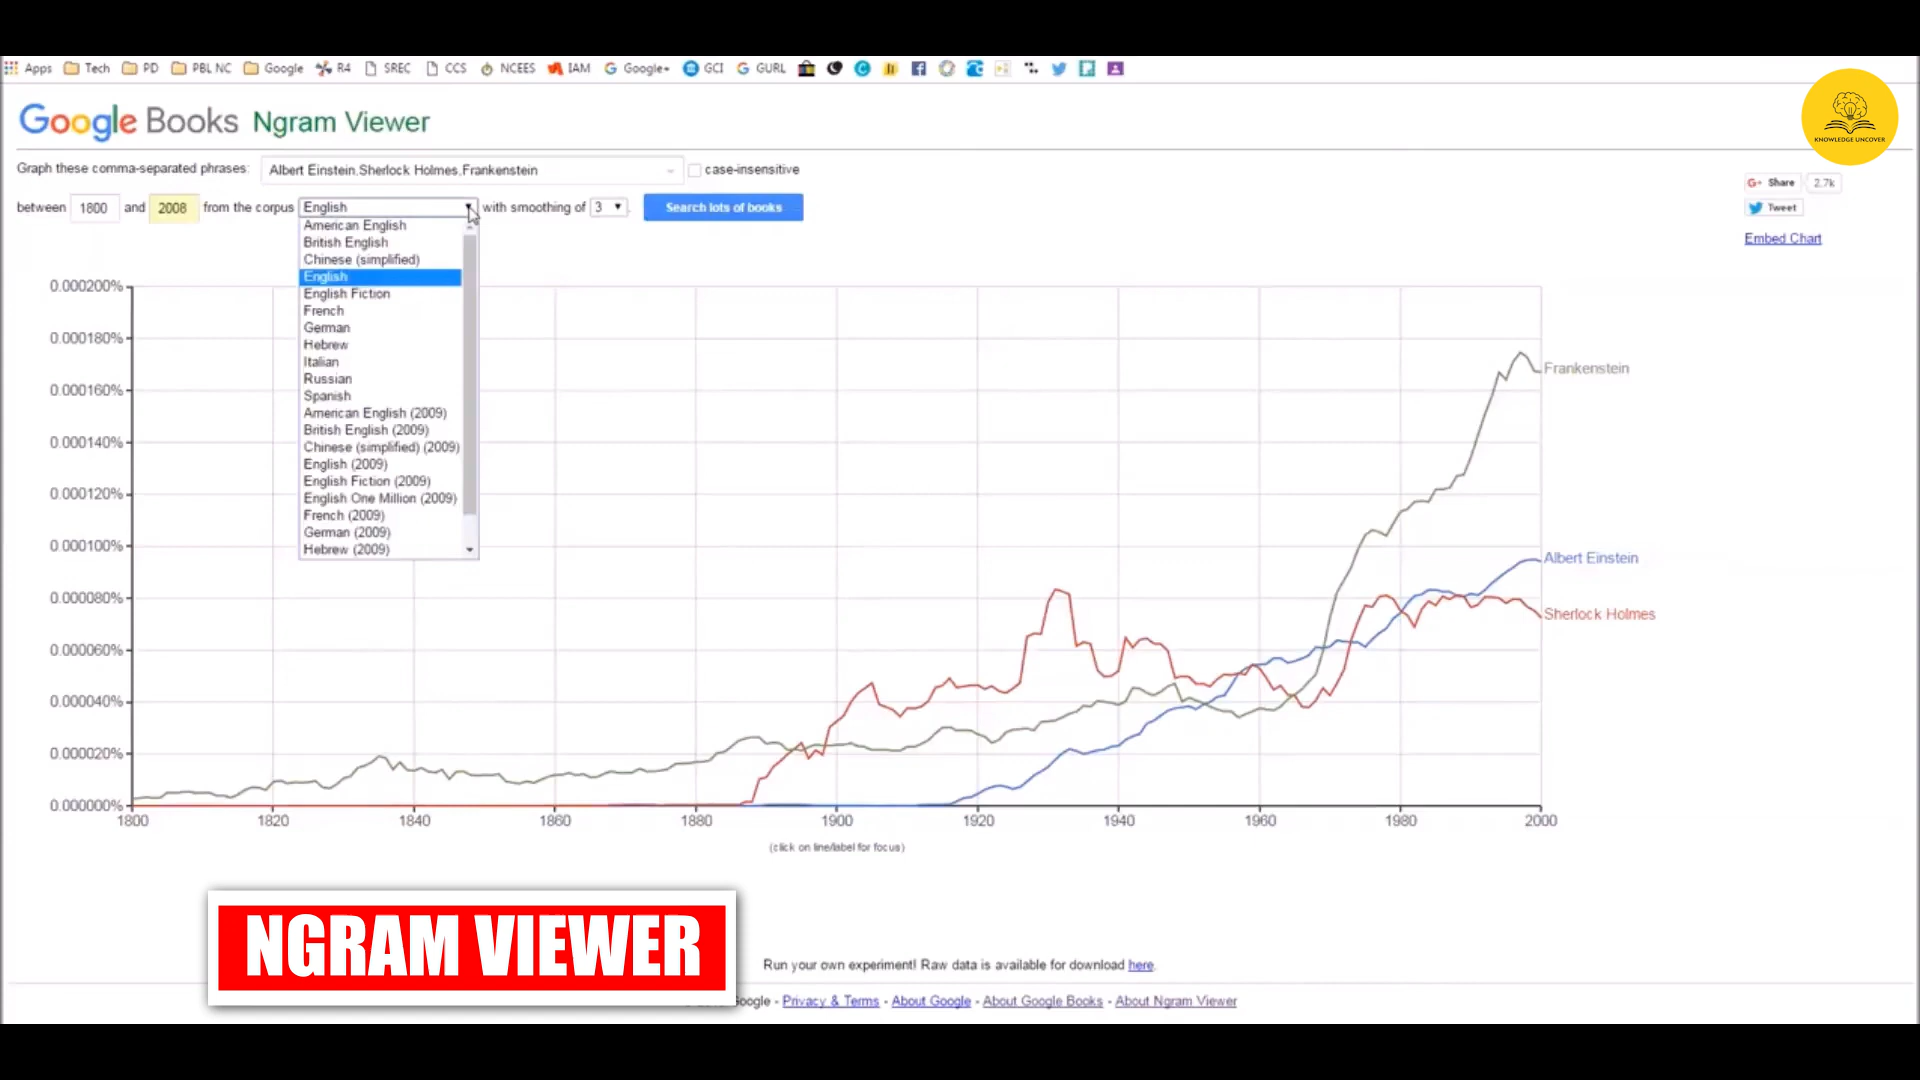 Apps Tech PD PBL NC Google R4 SREC CCS NCEES IAM Google+ GCI GURL
Google Books Ngram Viewer
KNOWLEDGE UNCOVER
Graph these comma-separated phrases: Albert Einstein,Sherlock Holmes,Frankenstein case-insensitive
between 1800 and 2008 from the corpus English with smoothing of 3 Search lots of books
Share 2.7k
Tweet
Embed Chart
American English
British English
Chinese (simplified)
English
English Fiction
French
German
Hebrew
Italian
Russian
Spanish
American English (2009)
British English (2009)
Chinese (simplified) (2009)
English (2009)
English Fiction (2009)
English One Million (2009)
French (2009)
German (2009)
Hebrew (2009)
0.000200%
0.000180%
0.000160%
0.000140%
0.000120%
0.000100%
0.000080%
0.000060%
0.000040%
0.000020%
0.000000%
Frankenstein
Albert Einstein
Sherlock Holmes
1800 1820 1840 1860 1880 1900 1920 1940 1960 1980 2000
(click on line/label for focus)
NGRAM VIEWER
Run your own experiment! Raw data is available for download here.
Google - Privacy & Terms - About Google - About Google Books - About Ngram Viewer